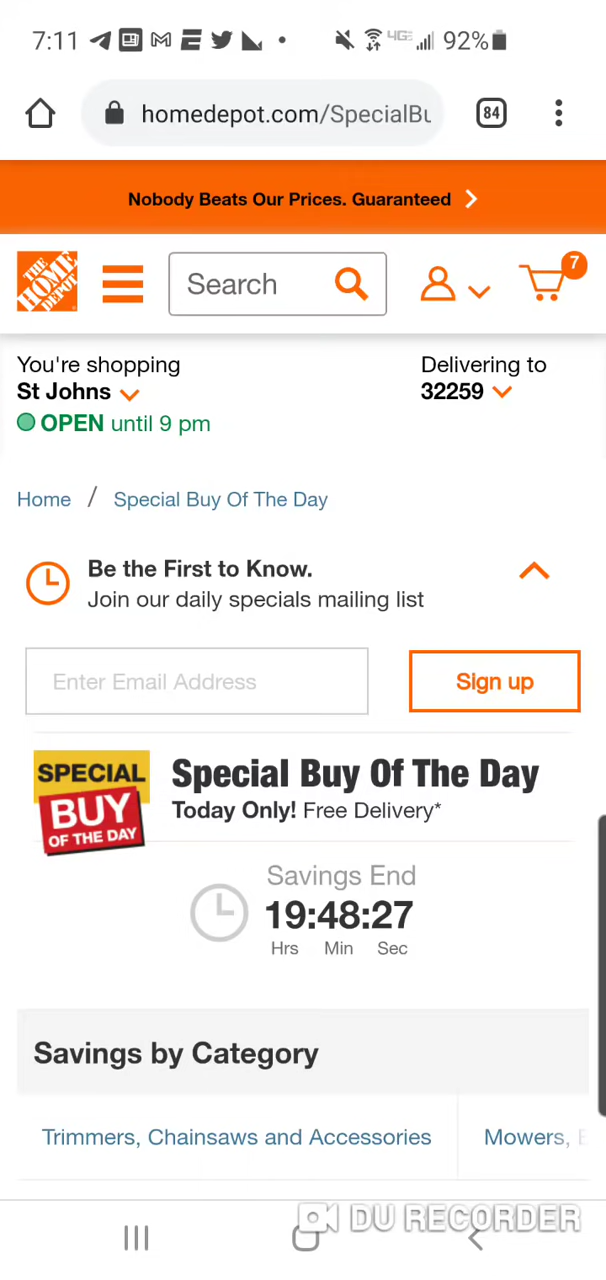 7:11 4GE 92%
homedepot.com/SpecialBu 84
Nobody Beats Our Prices. Guaranteed
THE HOME DEPOT Search 7
You're shopping Delivering to
St Johns 32259
OPEN until 9 pm
Home / Special Buy Of The Day
Be the First to Know.
Join our daily specials mailing list
Enter Email Address Sign up
SPECIAL BUY OF THE DAY
Special Buy Of The Day
Today Only! Free Delivery*
Savings End
19:48:27
Hrs Min Sec
Savings by Category
Trimmers, Chainsaws and Accessories Mowers,
DU RECORDER